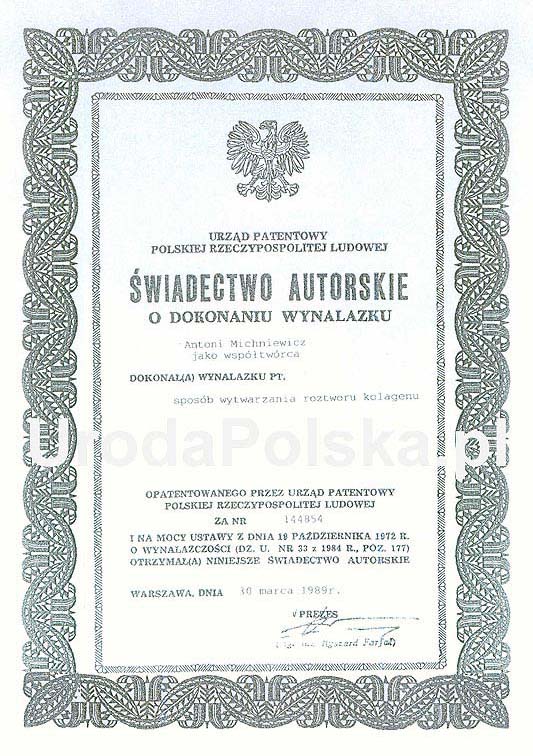 URZĄD PATENTOWY
POLSKIEJ RZECZYPOSPOLITEJ LUDOWEJ
ŚWIADECTWO AUTORSKIE
O DOKONANIU WYNALAZKU
Antoni Michniewicz
jako współtwórca
DOKONAŁ(A) WYNALAZKU PT.
sposób wytwarzania roztworu kolagenu
UrodaPolska.pl
OPATENTOWANEGO PRZEZ URZĄD PATENTOWY
POLSKIEJ RZECZYPOSPOLITEJ LUDOWEJ
ZA NR 144854
I NA MOCY USTAWY Z DNIA 19 PAŹDZIERNIKA 1972 R.
O WYNALAZCZOŚCI (DZ. U. NR 33 z 1984 R., POZ. 177)
OTRZYMAŁ(A) NINIEJSZE ŚWIADECTWO AUTORSKIE
WARSZAWA, DNIA 30 marca 1989r.
PREZES
Ryszard Farfał)